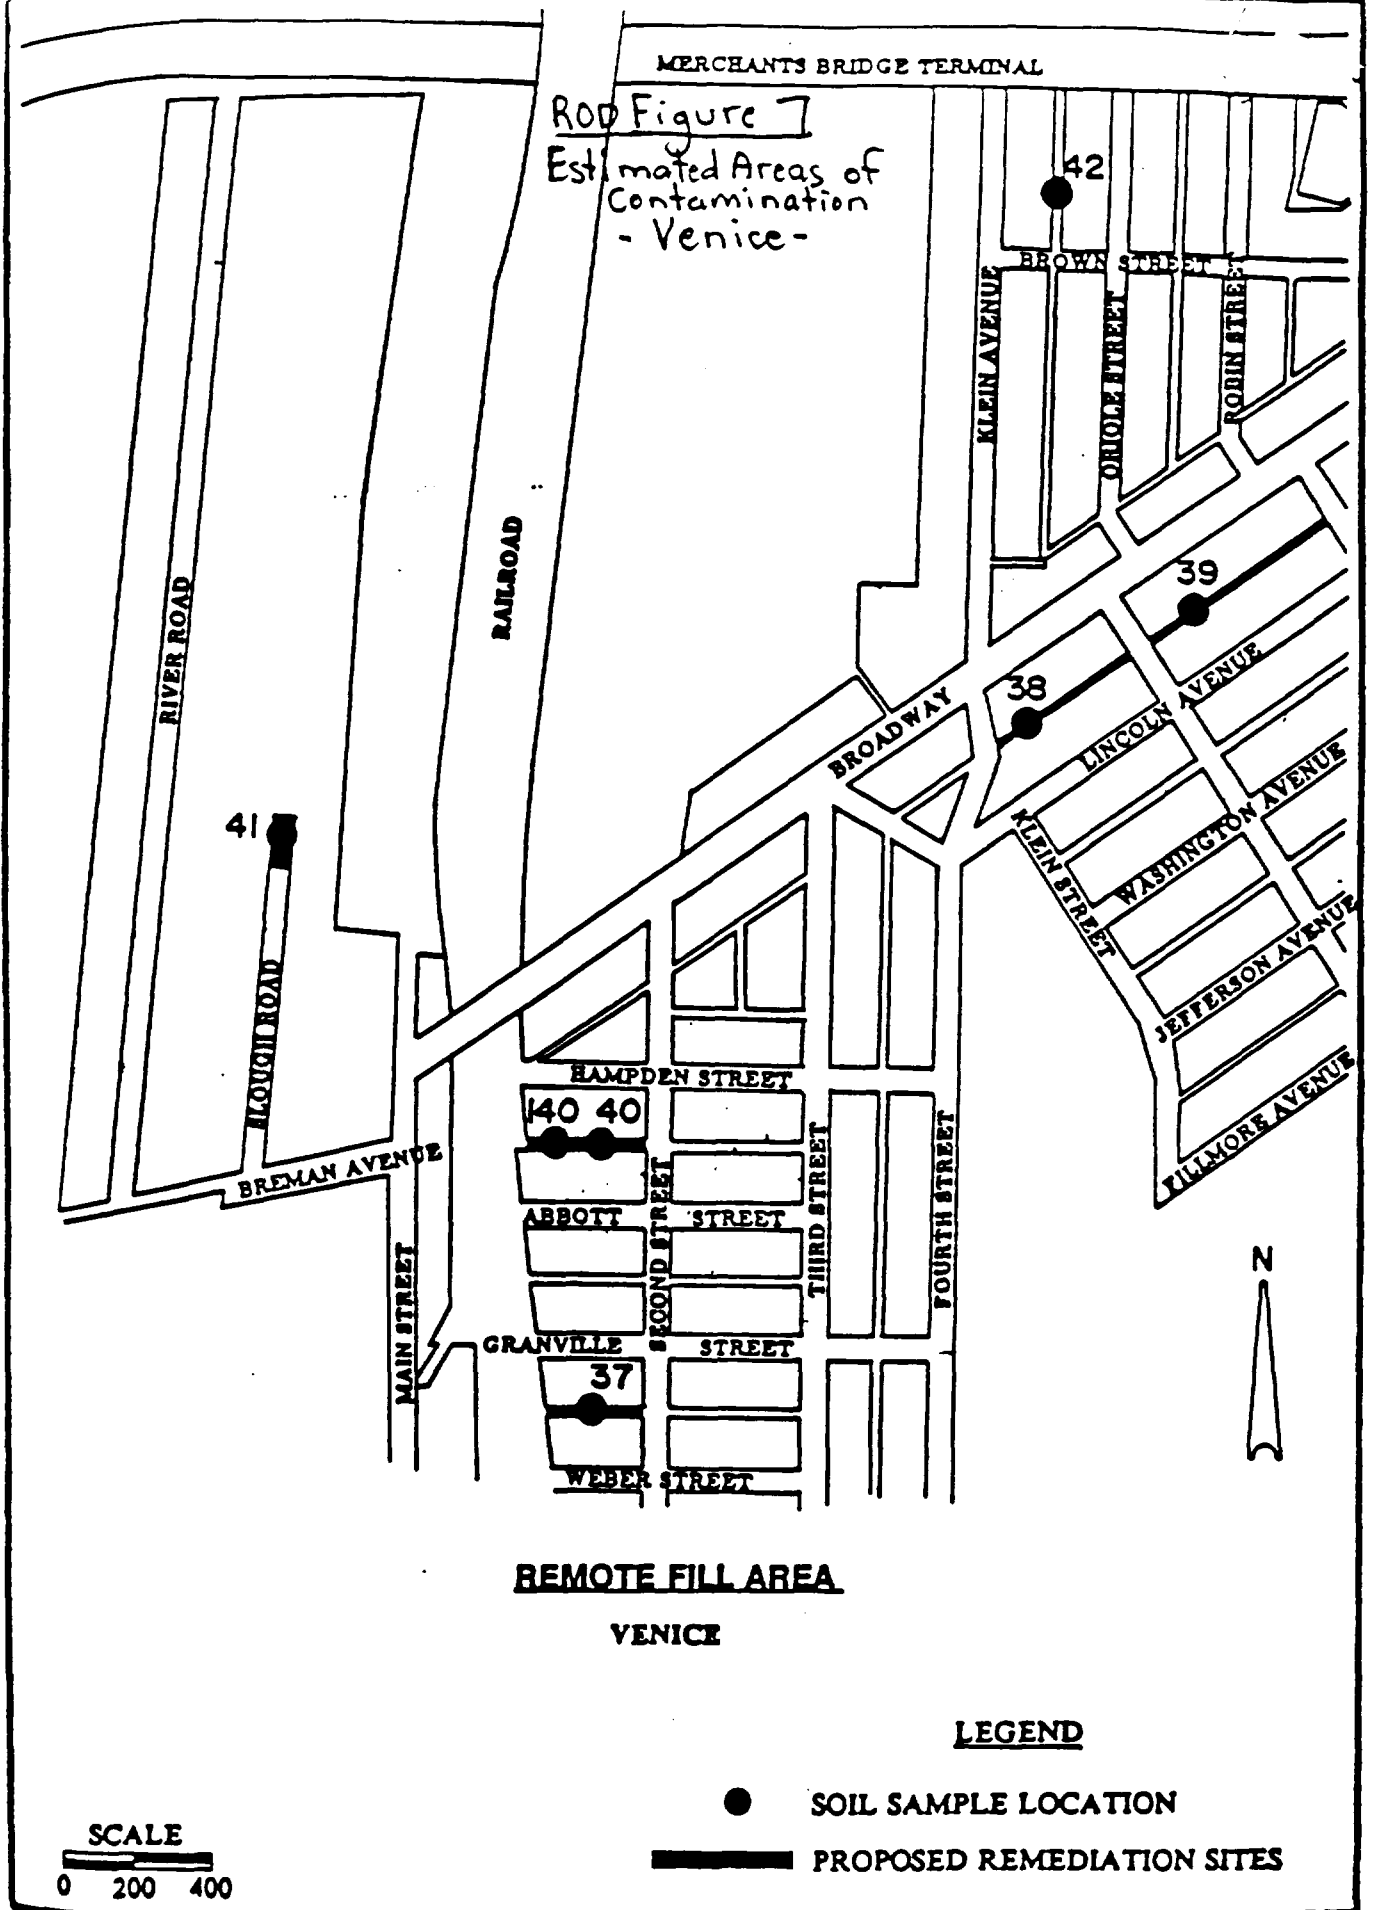 MERCHANTS BRIDGE TERMINAL
ROD Figure 7
Estimated Areas of
Contamination
- Venice -
42
BROWN STREET
KLEIN AVENUE
ORIOLE STREET
ROBIN STREET
RAILROAD
RIVER ROAD
39
38
LINCOLN AVENUE
BROADWAY
WASHINGTON AVENUE
KLEIN STREET
41
JEFFERSON AVENUE
SLOUGH ROAD
FILLMORE AVENUE
HAMPDEN STREET
140 40
BREMAN AVENUE
ABBOTT STREET
SECOND STREET
THIRD STREET
FOURTH STREET
MAIN STREET
GRANVILLE STREET
37
WEBER STREET
N
REMOTE FILL AREA
VENICE
LEGEND
SOIL SAMPLE LOCATION
PROPOSED REMEDIATION SITES
SCALE
0 200 400